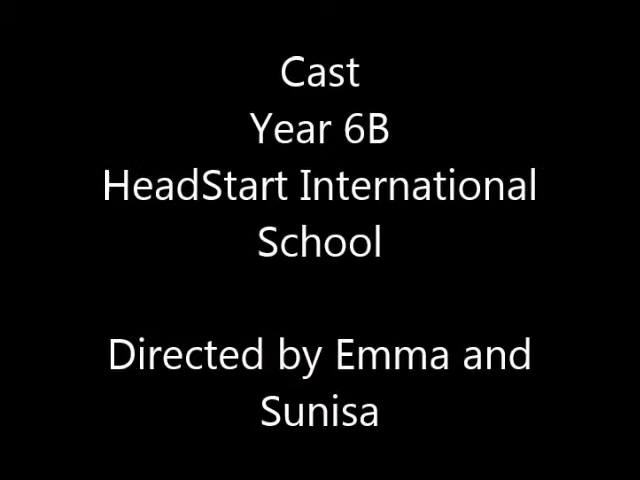 Cast
Year 6B
HeadStart International
School
Directed by Emma and
Sunisa